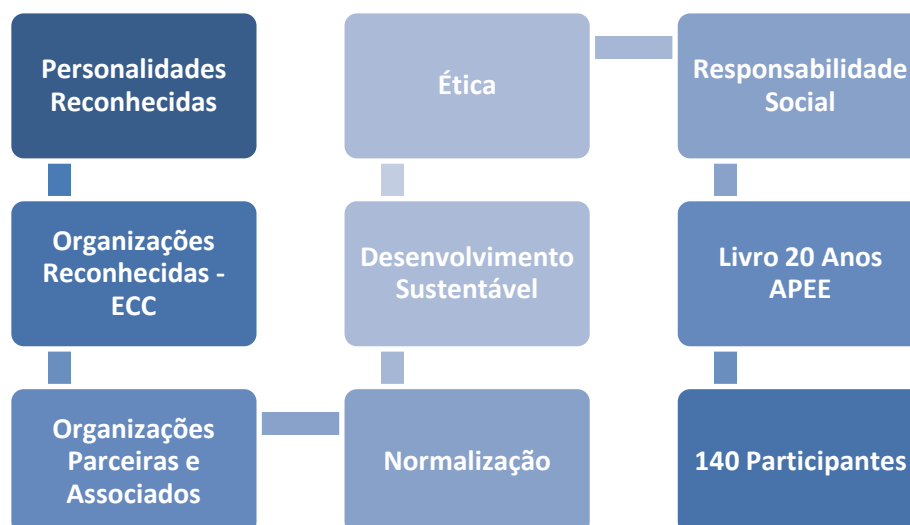 Personalidades
Reconhecidas
Organizações
Reconhecidas -
ECC
Organizações
Parceiras e
Associados
Normalização
Desenvolvimento
Sustentável
Ética
Responsabilidade
Social
Livro 20 Anos
APEE
140 Participantes